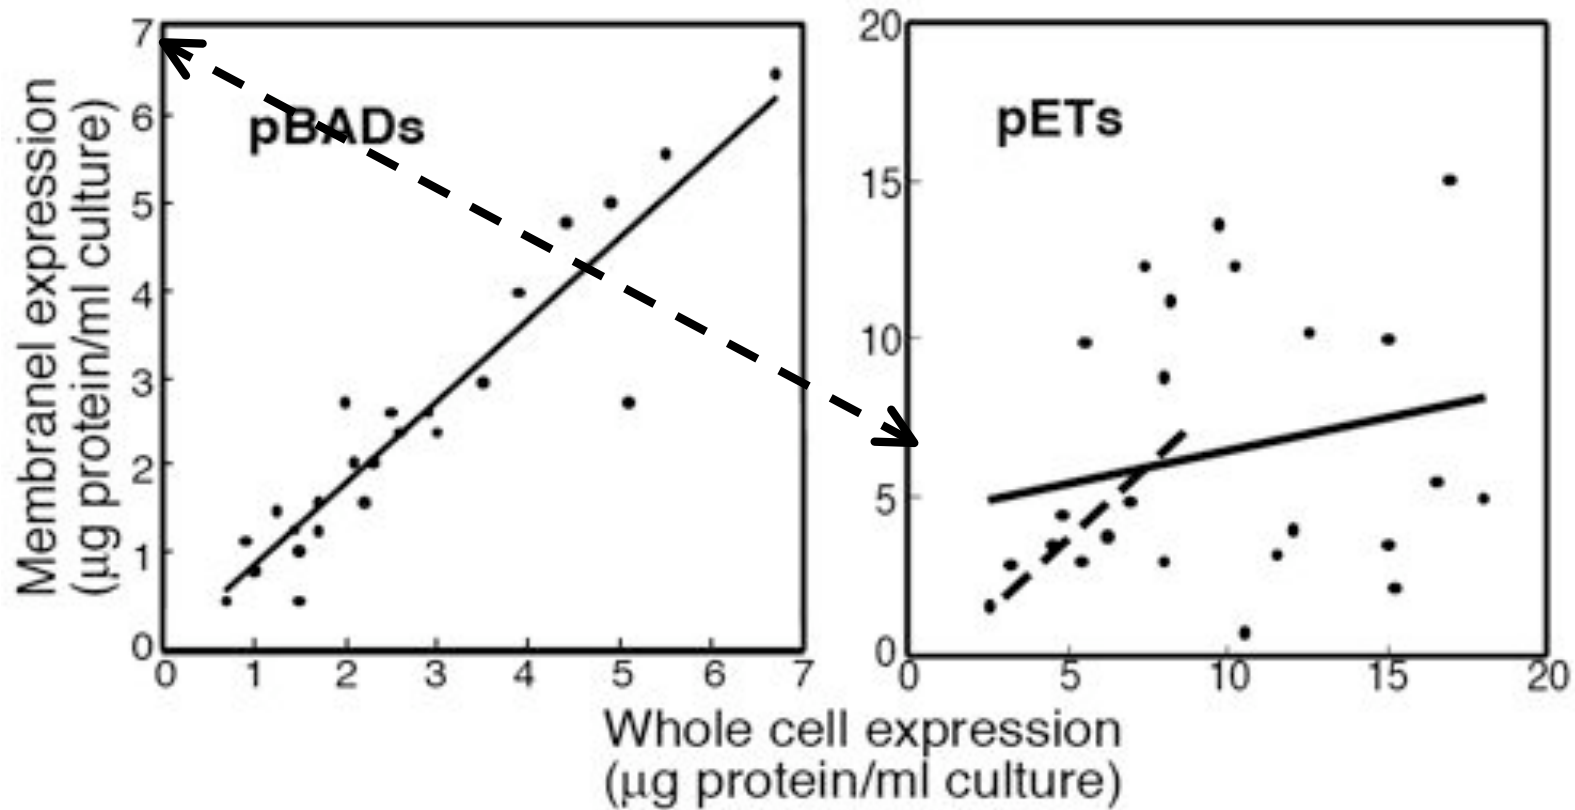 Membranel expression
(μg protein/ml culture)
7
6
5
4
3
2
1
0
pBADs
0 1 2 3 4 5 6 7
20
15
10
5
0
pETs
0 5 10 15 20
Whole cell expression
(μg protein/ml culture)